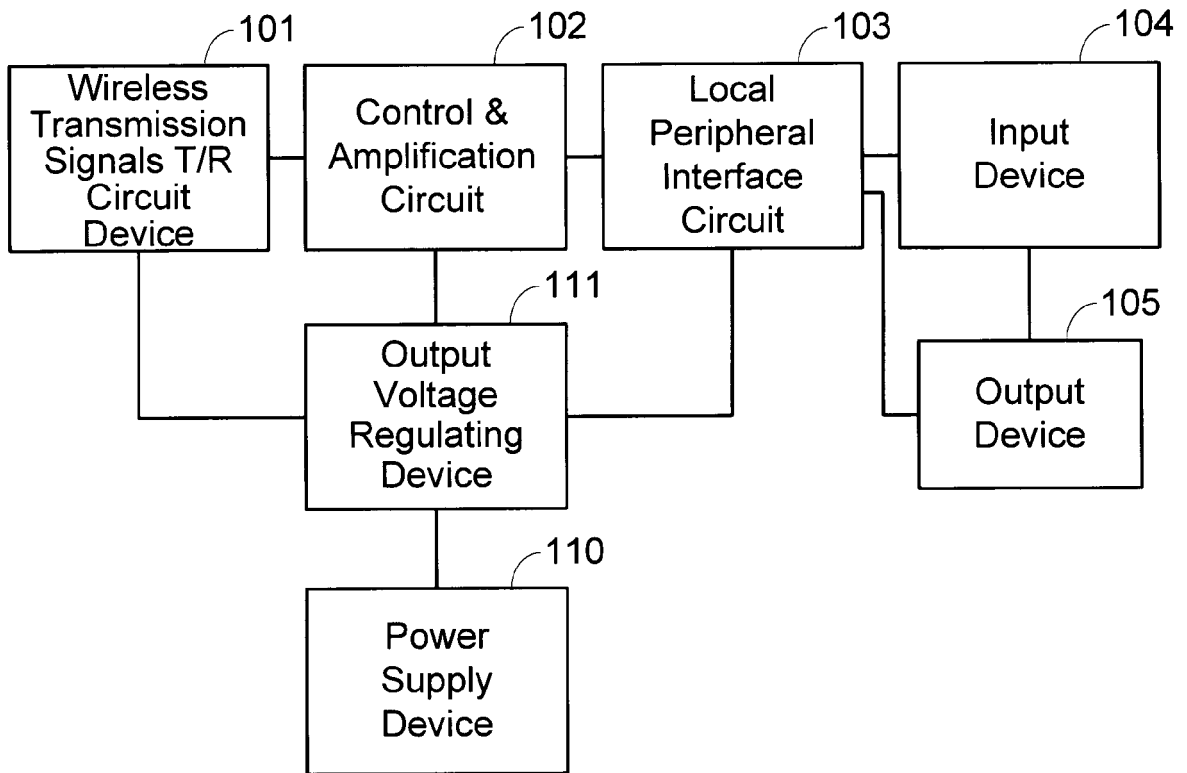 101
Wireless
Transmission
Signals T/R
Circuit
Device
102
Control &
Amplification
Circuit
103
Local
Peripheral
Interface
Circuit
104
Input
Device
111
Output
Voltage
Regulating
Device
105
Output
Device
110
Power
Supply
Device